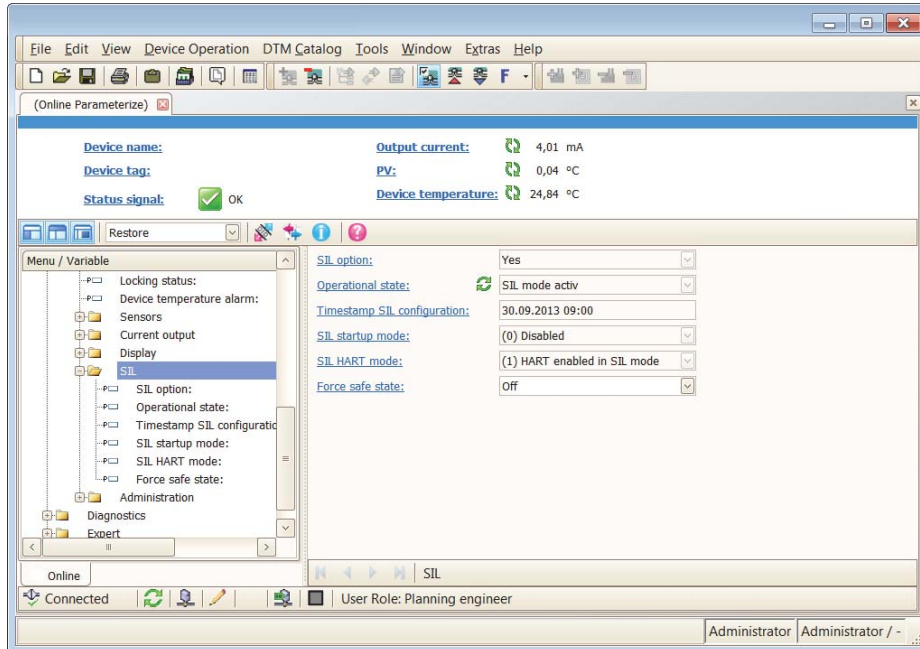 File Edit View Device Operation DTM Catalog Tools Window Extras Help
F
(Online Parameterize)
Device name: Output current: 4,01 mA
Device tag: PV: 0,04 °C
Status signal: OK Device temperature: 24,84 °C
Restore
Menu / Variable
Locking status:
Device temperature alarm:
Sensors
Current output
Display
SIL
SIL option:
Operational state:
Timestamp SIL configuratio
SIL startup mode:
SIL HART mode:
Force safe state:
Administration
Diagnostics
Expert
Online
SIL option: Yes
Operational state: SIL mode activ
Timestamp SIL configuration: 30.09.2013 09:00
SIL startup mode: (0) Disabled
SIL HART mode: (1) HART enabled in SIL mode
Force safe state: Off
SIL
Connected User Role: Planning engineer
Administrator Administrator / -